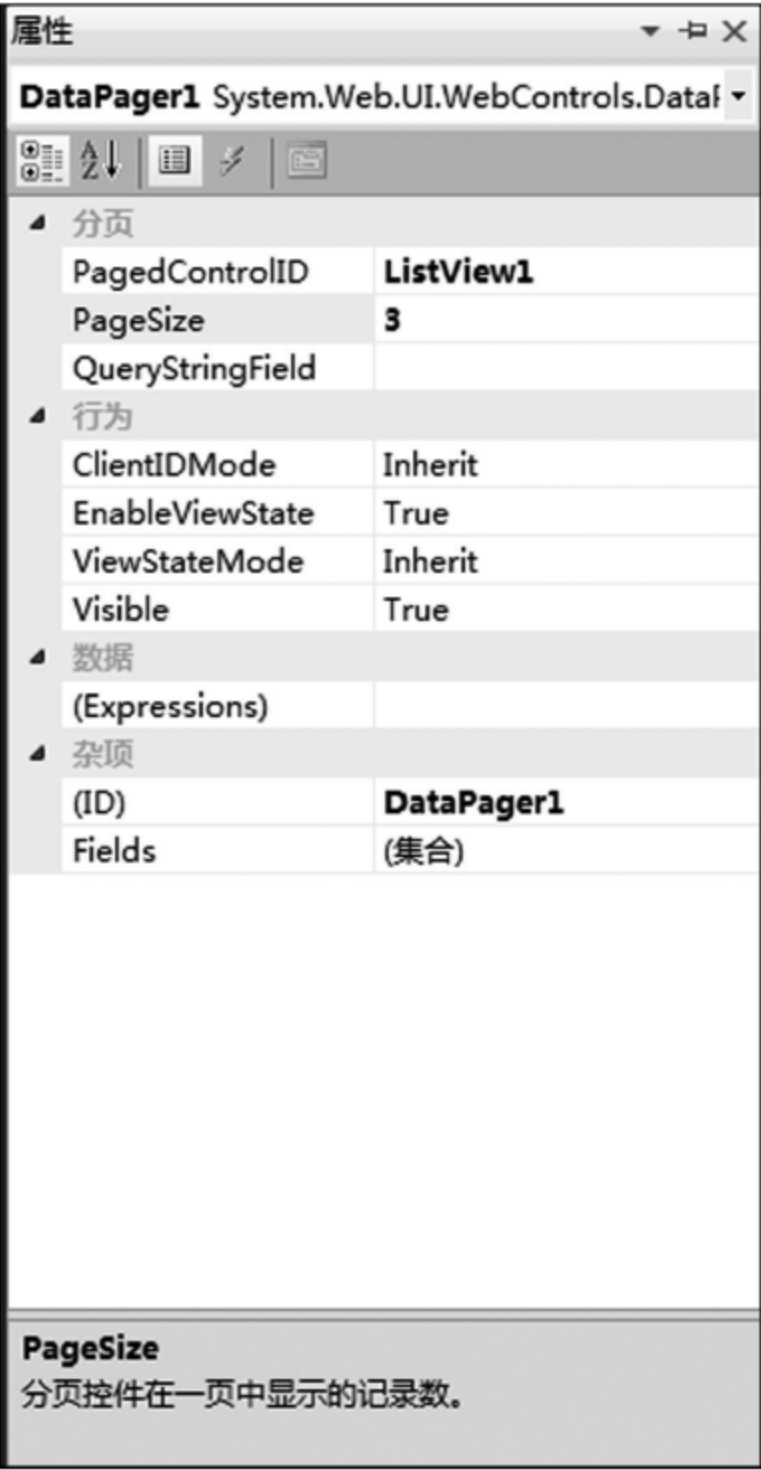 属性
DataPager1 System.Web.UI.WebControls.Data
分页
PagedControlID ListView1
PageSize 3
QueryStringField
行为
ClientIDMode Inherit
EnableViewState True
ViewStateMode Inherit
Visible True
数据
(Expressions)
杂项
(ID) DataPager1
Fields (集合)
PageSize
分页控件在一页中显示的记录数。